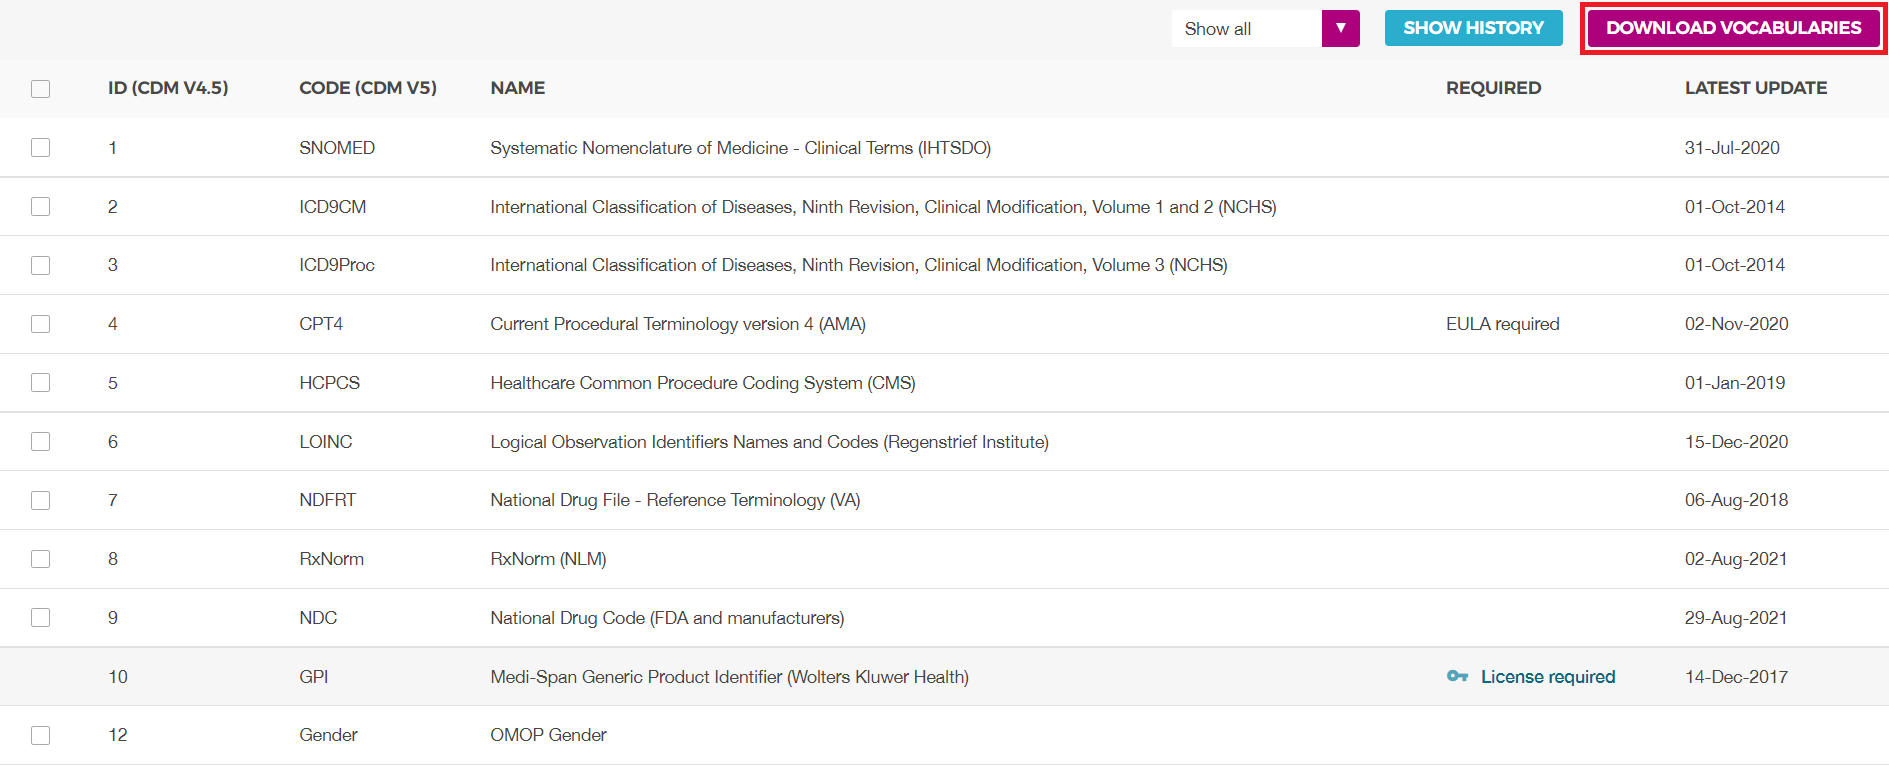 Show all ▼ SHOW HISTORY DOWNLOAD VOCABULARIES
ID (CDM V4.5) CODE (CDM V5) NAME REQUIRED LATEST UPDATE
1 SNOMED Systematic Nomenclature of Medicine - Clinical Terms (IHTSDO) 31-Jul-2020
2 ICD9CM International Classification of Diseases, Ninth Revision, Clinical Modification, Volume 1 and 2 (NCHS) 01-Oct-2014
3 ICD9Proc International Classification of Diseases, Ninth Revision, Clinical Modification, Volume 3 (NCHS) 01-Oct-2014
4 CPT4 Current Procedural Terminology version 4 (AMA) EULA required 02-Nov-2020
5 HCPCS Healthcare Common Procedure Coding System (CMS) 01-Jan-2019
6 LOINC Logical Observation Identifiers Names and Codes (Regenstrief Institute) 15-Dec-2020
7 NDFRT National Drug File - Reference Terminology (VA) 06-Aug-2018
8 RxNorm RxNorm (NLM) 02-Aug-2021
9 NDC National Drug Code (FDA and manufacturers) 29-Aug-2021
10 GPI Medi-Span Generic Product Identifier (Wolters Kluwer Health) License required 14-Dec-2017
12 Gender OMOP Gender